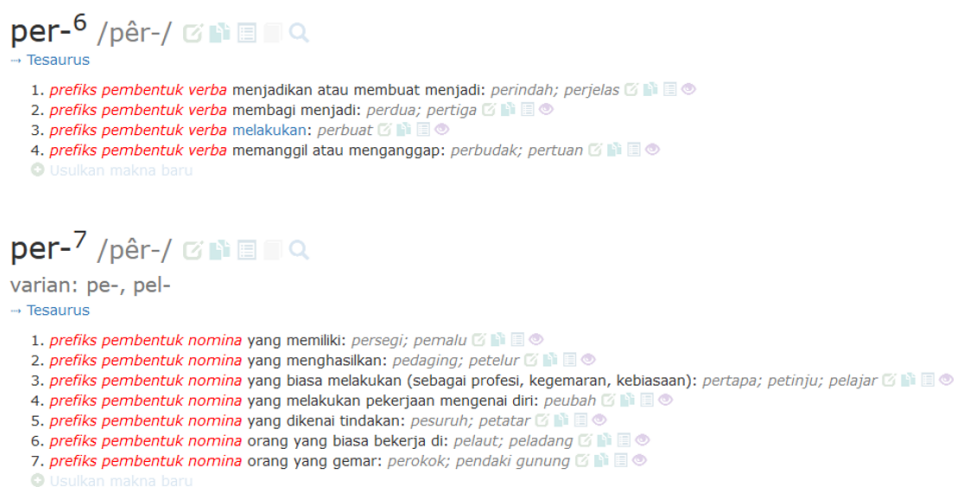 per-6 /pêr-/
→ Tesaurus
1. prefiks pembentuk verba menjadikan atau membuat menjadi: perindah; perjelas
2. prefiks pembentuk verba membagi menjadi: perdua; pertiga
3. prefiks pembentuk verba melakukan: perbuat
4. prefiks pembentuk verba memanggil atau menganggap: perbudak; pertuan
Usulkan makna baru
per-7 /pêr-/
varian: pe-, pel-
→ Tesaurus
1. prefiks pembentuk nomina yang memiliki: persegi; pemalu
2. prefiks pembentuk nomina yang menghasilkan: pedaging; petelur
3. prefiks pembentuk nomina yang biasa melakukan (sebagai profesi, kegemaran, kebiasaan): pertapa; petinju; pelajar
4. prefiks pembentuk nomina yang melakukan pekerjaan mengenai diri: peubah
5. prefiks pembentuk nomina yang dikenai tindakan: pesuruh; petatar
6. prefiks pembentuk nomina orang yang biasa bekerja di: pelaut; peladang
7. prefiks pembentuk nomina orang yang gemar: perokok; pendaki gunung
Usulkan makna baru